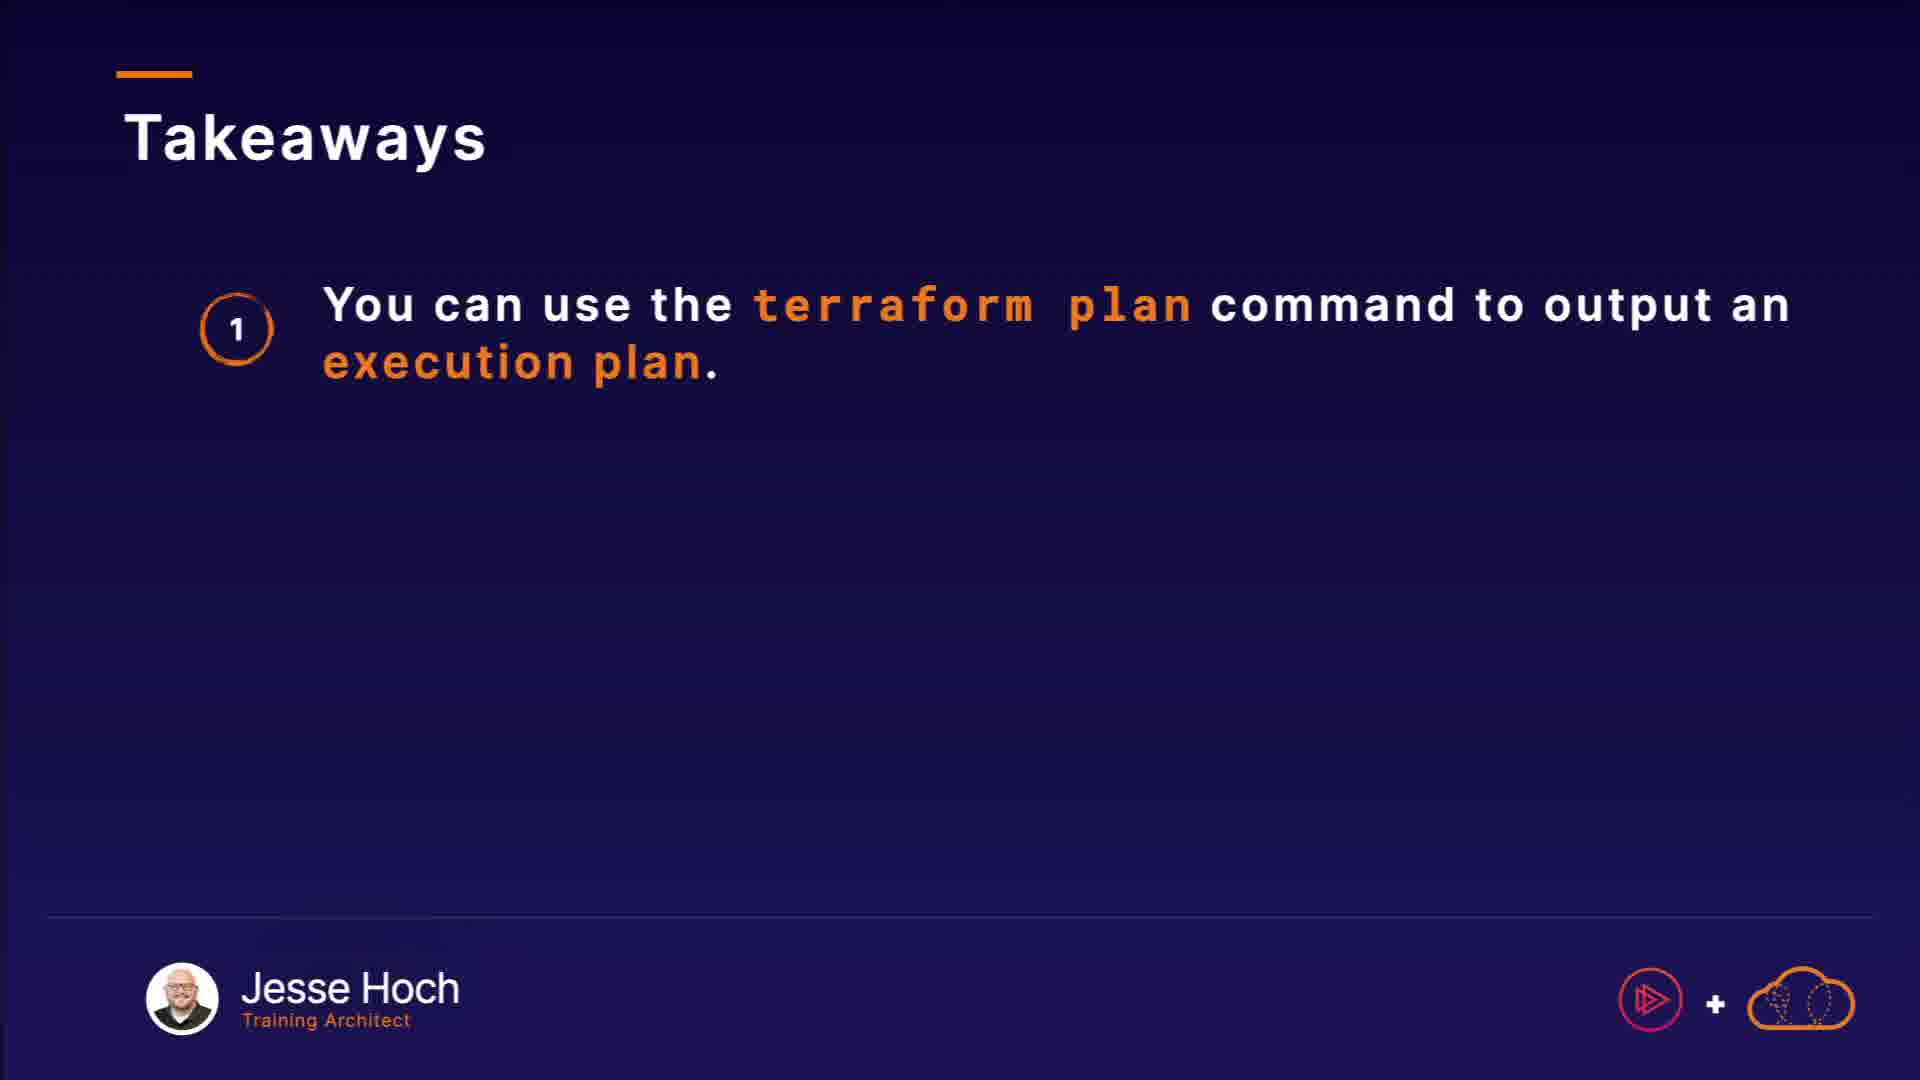 Takeaways
1
You can use the terraform plan command to output an
execution plan.
Jesse Hoch
Training Architect
+